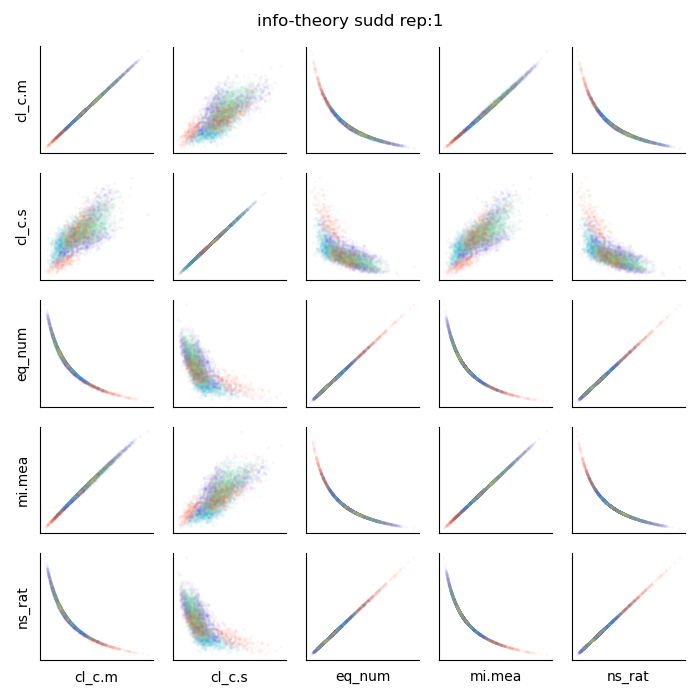 info-theory sudd rep:1
cl_c.m
cl_c.s
eq_num
mi.mea
ns_rat
cl_c.m cl_c.s eq_num mi.mea ns_rat